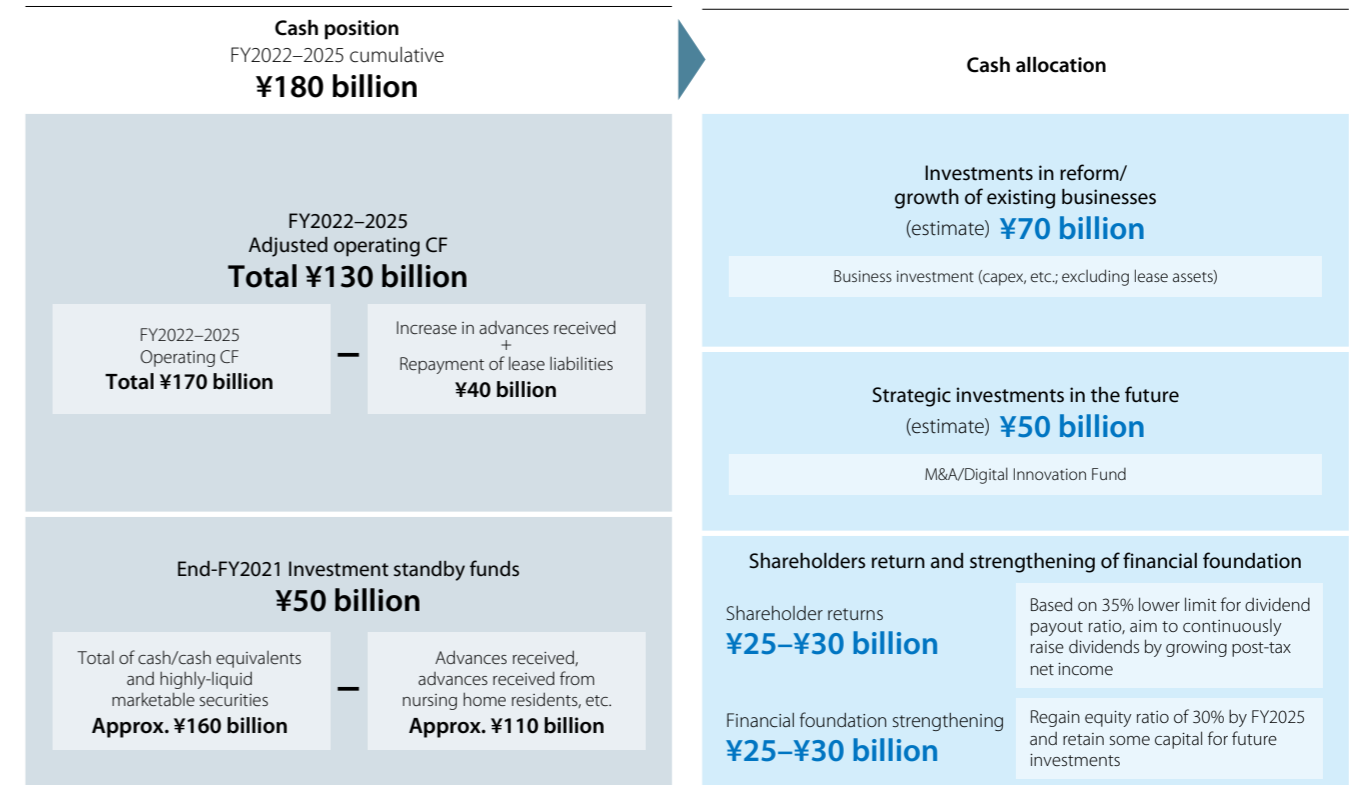 Cash position
FY2022–2025 cumulative
¥180 billion
FY2022–2025
Adjusted operating CF
Total ¥130 billion
FY2022–2025
Operating CF
Total ¥170 billion
–
Increase in advances received
+
Repayment of lease liabilities
¥40 billion
End-FY2021 Investment standby funds
¥50 billion
Total of cash/cash equivalents
and highly-liquid
marketable securities
Approx. ¥160 billion
–
Advances received,
advances received from
nursing home residents, etc.
Approx. ¥110 billion
Cash allocation
Investments in reform/
growth of existing businesses
(estimate) ¥70 billion
Business investment (capex, etc.; excluding lease assets)
Strategic investments in the future
(estimate) ¥50 billion
M&A/Digital Innovation Fund
Shareholders return and strengthening of financial foundation
Shareholder returns
¥25–¥30 billion
Based on 35% lower limit for dividend
payout ratio, aim to continuously
raise dividends by growing post-tax
net income
Financial foundation strengthening
¥25–¥30 billion
Regain equity ratio of 30% by FY2025
and retain some capital for future
investments